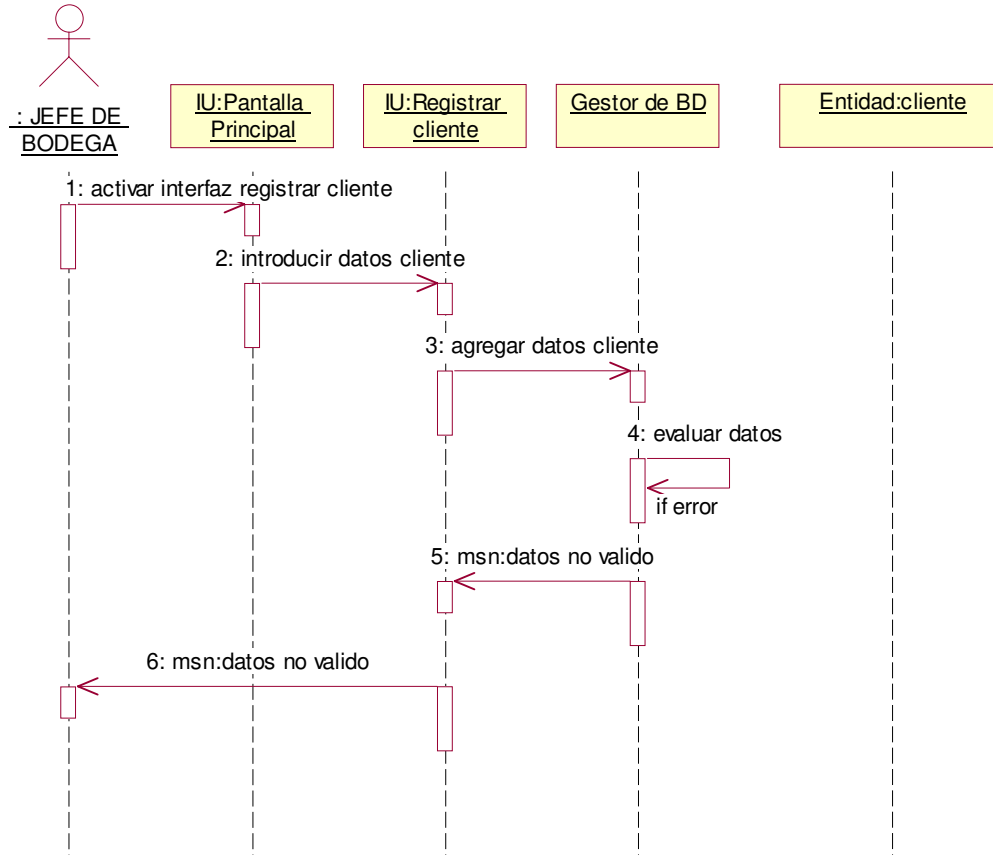 : JEFE DE
BODEGA
IU:Pantalla
Principal
IU:Registrar
cliente
Gestor de BD
Entidad:cliente
1: activar interfaz registrar cliente
2: introducir datos cliente
3: agregar datos cliente
4: evaluar datos
if error
5: msn:datos no valido
6: msn:datos no valido